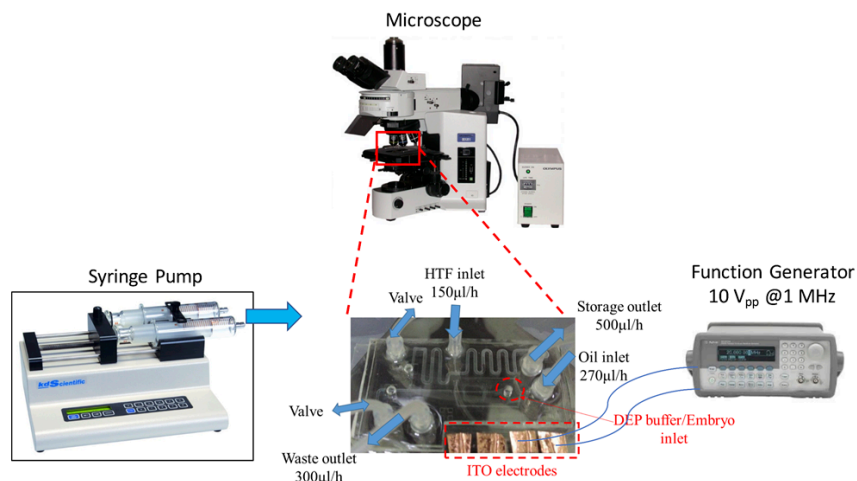 Microscope
Syringe Pump
kdScientific
HTF inlet
150µl/h
Valve
Storage outlet
500µl/h
Oil inlet
270µl/h
Function Generator
10 Vpp @1 MHz
DEP buffer/Embryo
inlet
Valve
Waste outlet
300µl/h
ITO electrodes